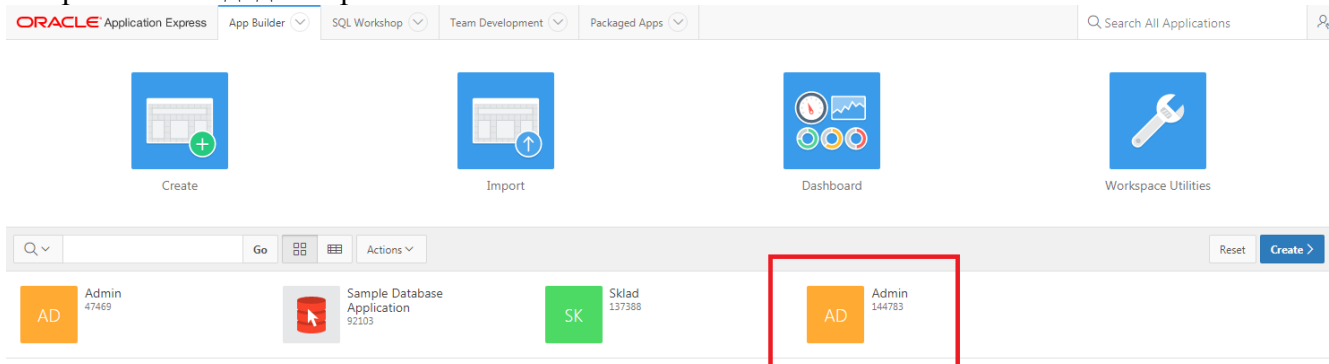 ORACLE Application Express App Builder SQL Workshop Team Development Packaged Apps Search All Applications
Create Import Dashboard Workspace Utilities
Go Actions Reset Create >
AD Admin 47469
Sample Database Application 92103
SK Sklad 137388
AD Admin 144783